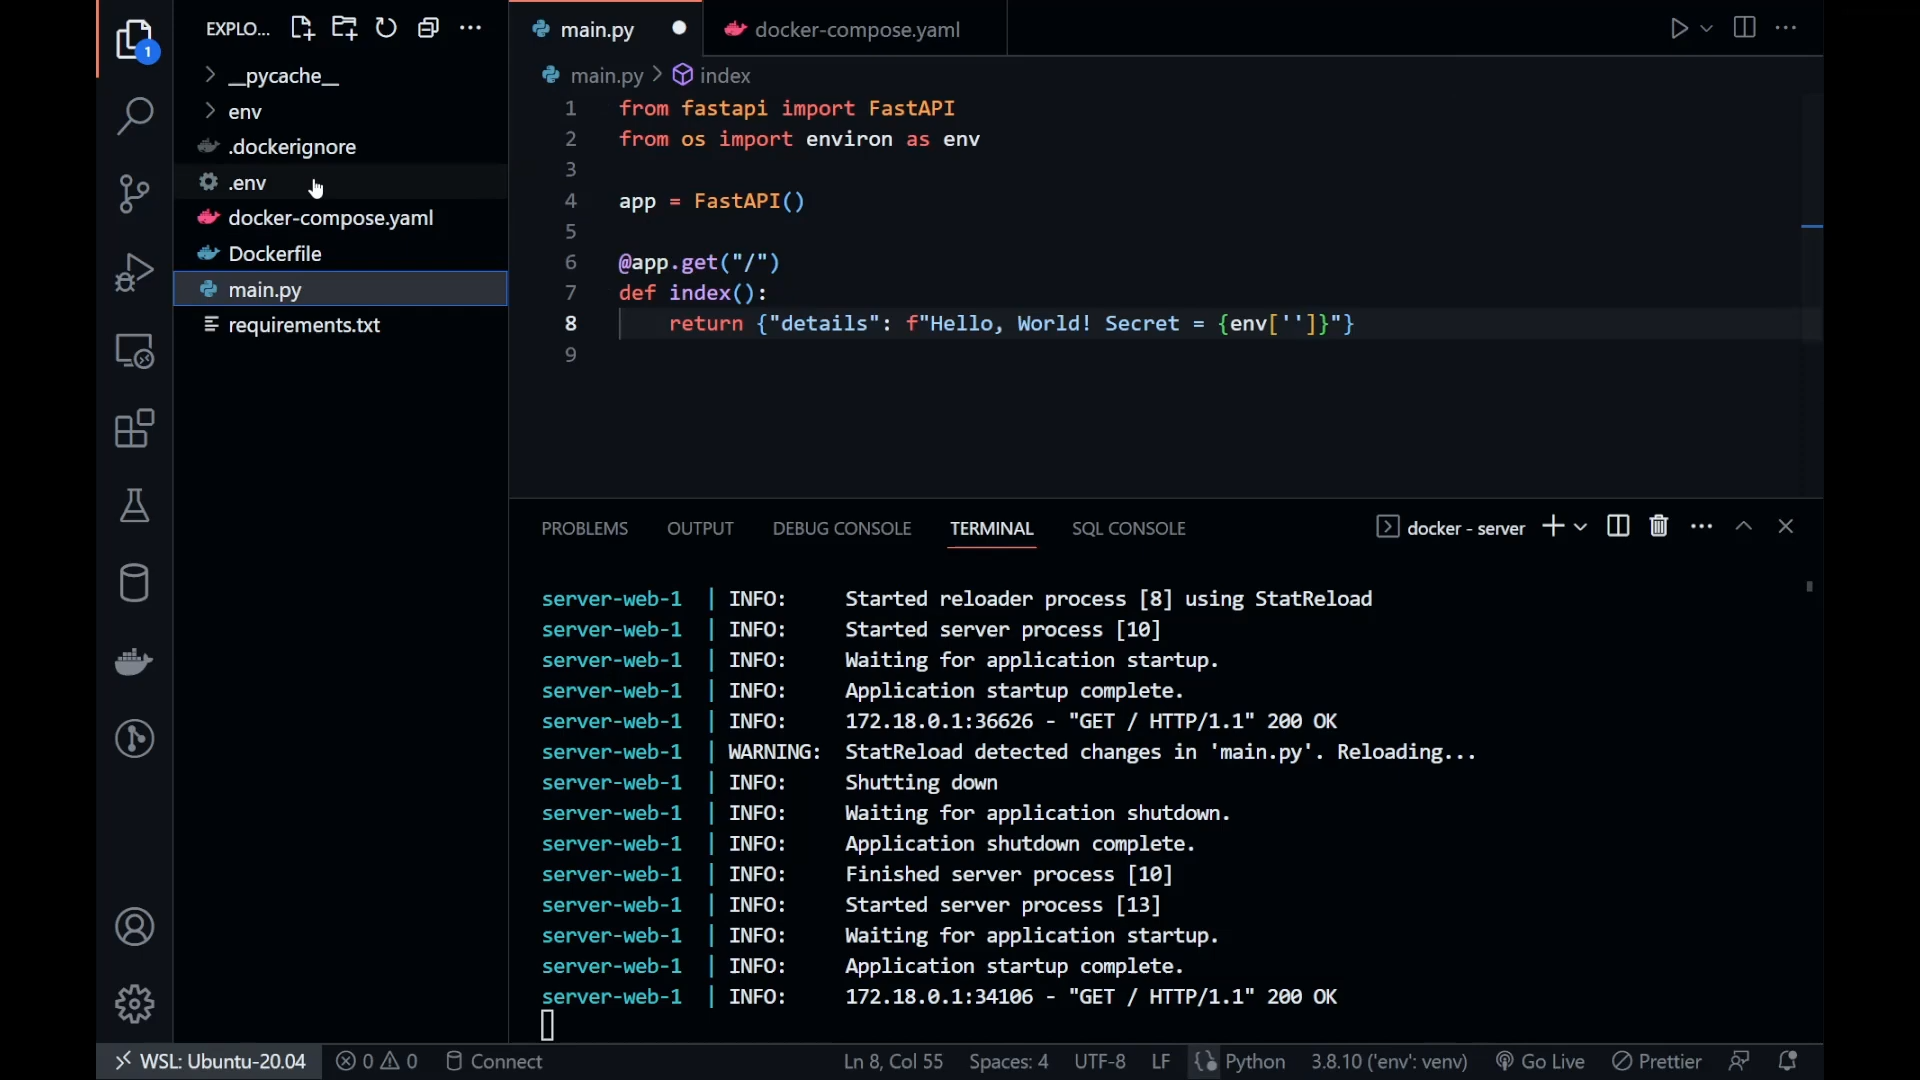 EXPLO...
1
__pycache__
env
.dockerignore
.env
docker-compose.yaml
Dockerfile
main.py
requirements.txt
main.py
docker-compose.yaml
main.py > index
1 from fastapi import FastAPI
2 from os import environ as env
3
4 app = FastAPI()
5
6 @app.get("/")
7 def index():
8 return {"details": f"Hello, World! Secret = {env['']}"}
9
PROBLEMS OUTPUT DEBUG CONSOLE TERMINAL SQL CONSOLE docker - server
server-web-1 | INFO: Started reloader process [8] using StatReload
server-web-1 | INFO: Started server process [10]
server-web-1 | INFO: Waiting for application startup.
server-web-1 | INFO: Application startup complete.
server-web-1 | INFO: 172.18.0.1:36626 - "GET / HTTP/1.1" 200 OK
server-web-1 | WARNING: StatReload detected changes in 'main.py'. Reloading...
server-web-1 | INFO: Shutting down
server-web-1 | INFO: Waiting for application shutdown.
server-web-1 | INFO: Application shutdown complete.
server-web-1 | INFO: Finished server process [10]
server-web-1 | INFO: Started server process [13]
server-web-1 | INFO: Waiting for application startup.
server-web-1 | INFO: Application startup complete.
server-web-1 | INFO: 172.18.0.1:34106 - "GET / HTTP/1.1" 200 OK
WSL: Ubuntu-20.04 0 0 Connect Ln 8, Col 55 Spaces: 4 UTF-8 LF Python 3.8.10 ('env': venv) Go Live Prettier